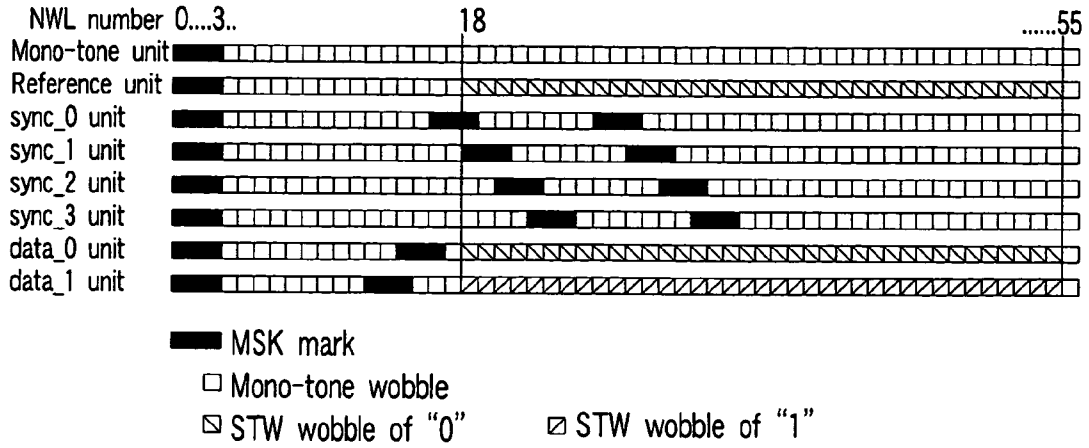 NWL number 0....3.. 18 ......55
Mono-tone unit
Reference unit
sync_0 unit
sync_1 unit
sync_2 unit
sync_3 unit
data_0 unit
data_1 unit
MSK mark
Mono-tone wobble
STW wobble of "0" STW wobble of "1"